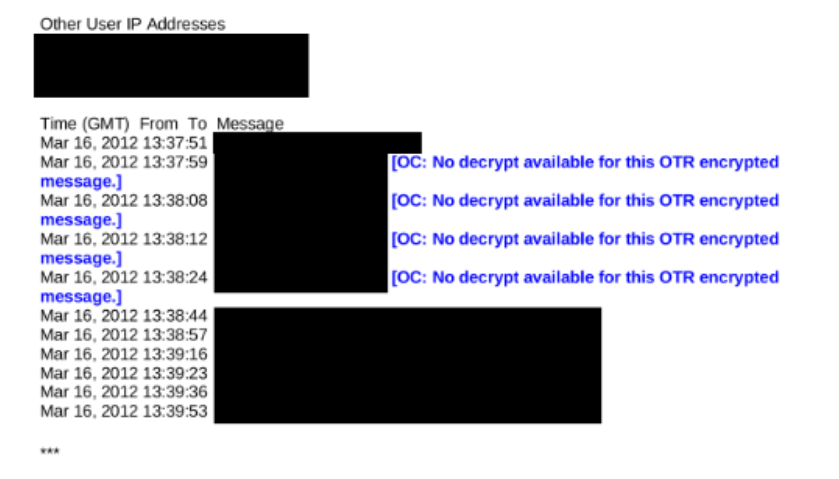 Other User IP Addresses
Time (GMT) From To Message
Mar 16, 2012 13:37:51
Mar 16, 2012 13:37:59 [OC: No decrypt available for this OTR encrypted
message.]
Mar 16, 2012 13:38:08 [OC: No decrypt available for this OTR encrypted
message.]
Mar 16, 2012 13:38:12 [OC: No decrypt available for this OTR encrypted
message.]
Mar 16, 2012 13:38:24 [OC: No decrypt available for this OTR encrypted
message.]
Mar 16, 2012 13:38:44
Mar 16, 2012 13:38:57
Mar 16, 2012 13:39:16
Mar 16, 2012 13:39:23
Mar 16, 2012 13:39:36
Mar 16, 2012 13:39:53
***